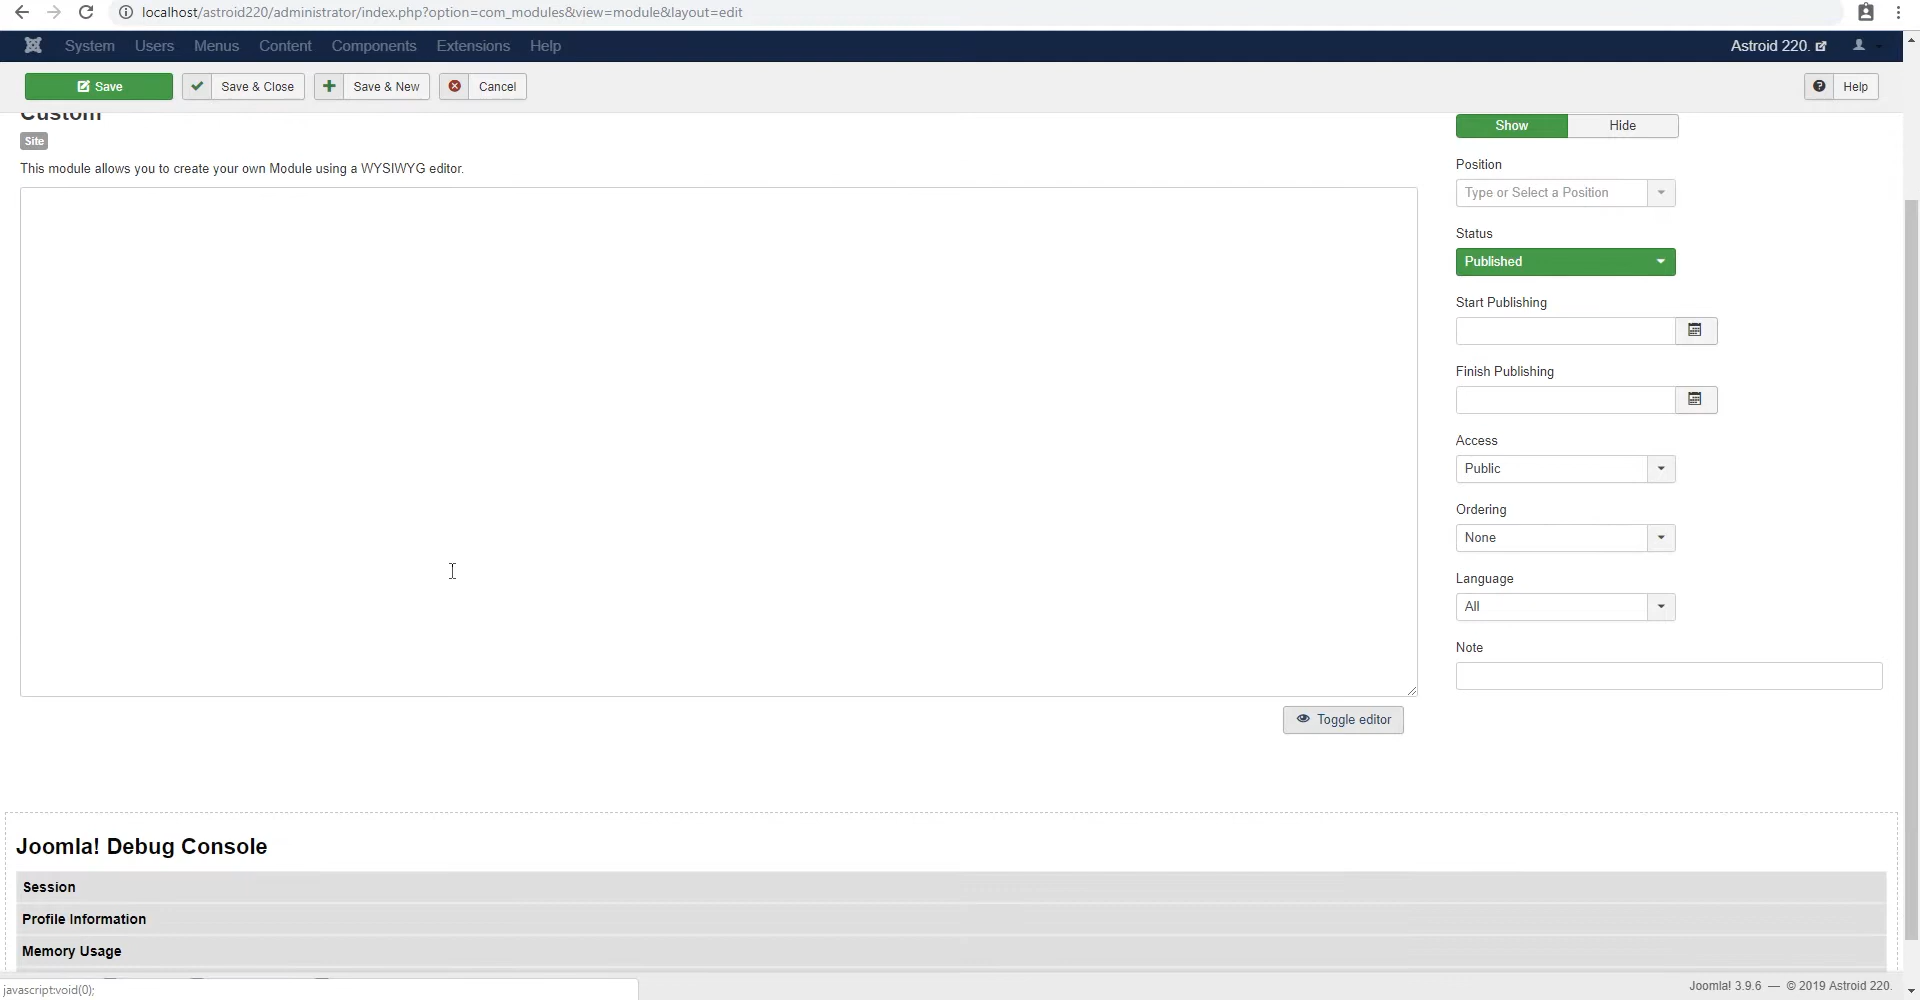 localhost/astroid220/administrator/index.php?option=com_modules&view=module&layout=edit
System Users Menus Content Components Extensions Help Astroid 220.
Save Save & Close Save & New Cancel Help
Custom
Site
Show Hide
This module allows you to create your own Module using a WYSIWYG editor.
Position
Type or Select a Position
Status
Published
Start Publishing
Finish Publishing
Access
Public
Ordering
None
Language
All
Note
Toggle editor
Joomla! Debug Console
Session
Profile Information
Memory Usage
javascript:void(0);
Joomla! 3.9.6 — © 2019 Astroid 220.